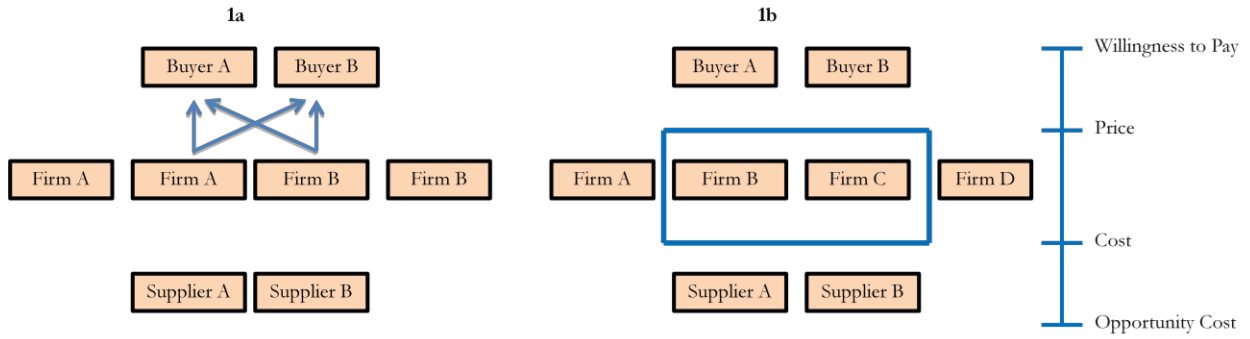 1a
Buyer A
Buyer B
Firm A
Firm A
Firm B
Firm B
Supplier A
Supplier B
1b
Buyer A
Buyer B
Firm A
Firm B
Firm C
Firm D
Supplier A
Supplier B
Willingness to Pay
Price
Cost
Opportunity Cost